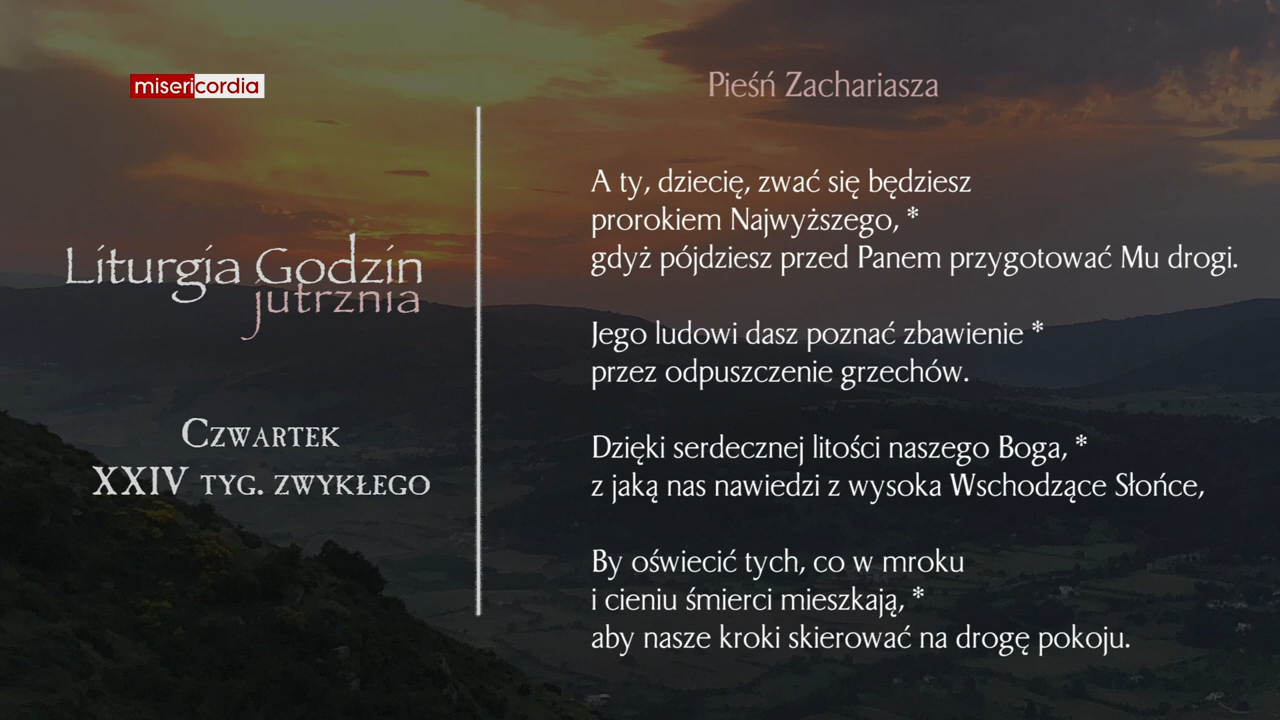 misericordia
Liturgia Godzin
jutrznia
Czwartek
XXIV tyg. zwykłego
Pieśń Zachariasza
A ty, dziecię, zwać się będziesz
prorokiem Najwyższego, *
gdyż pójdziesz przed Panem przygotować Mu drogi.
Jego ludowi dasz poznać zbawienie *
przez odpuszczenie grzechów.
Dzięki serdecznej litości naszego Boga, *
z jaką nas nawiedzi z wysoka Wschodzące Słońce,
By oświecić tych, co w mroku
i cieniu śmierci mieszkają, *
aby nasze kroki skierować na drogę pokoju.